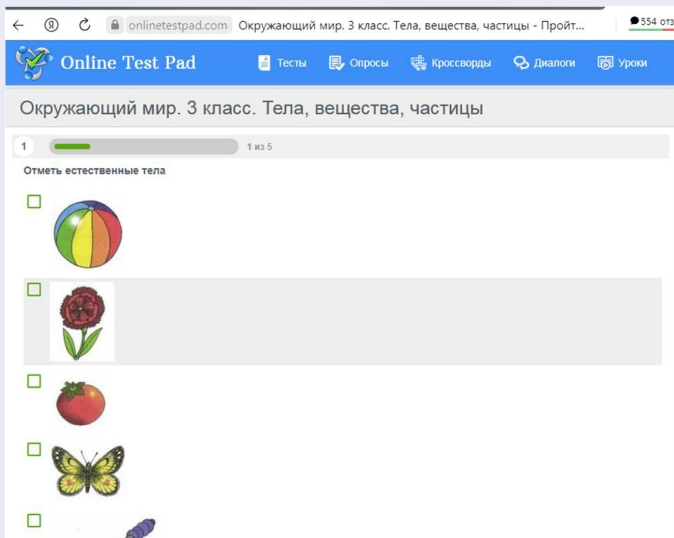 onlinetestpad.com Окружающий мир. 3 класс. Тела, вещества, частицы - Пройт... 554 отз
Online Test Pad Тесты Опросы Кроссворды Диалоги Уроки
Окружающий мир. 3 класс. Тела, вещества, частицы
1 1 из 5
Отметь естественные тела